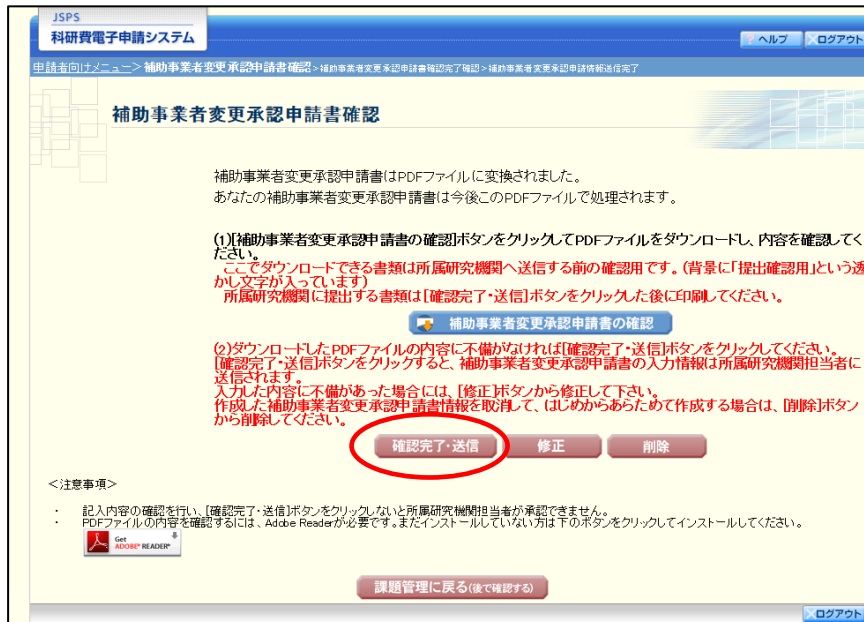 JSPS
科研費電子申請システム
ヘルプ ログアウト
申請者向けメニュー>補助事業者変更承認申請書確認>補助事業者変更承認申請書確認完了確認>補助事業者変更承認申請情報送信完了
補助事業者変更承認申請書確認
補助事業者変更承認申請書はPDFファイルに変換されました。
あなたの補助事業者変更承認申請書は今後このPDFファイルで処理されます。
(1)[補助事業者変更承認申請書の確認]ボタンをクリックしてPDFファイルをダウンロードし、内容を確認してく
ださい。
ここでダウンロードできる書類は所属研究機関へ送信する前の確認用です。(背景に「提出確認用」という透
かし文字が入っています)
所属研究機関に提出する書類は[確認完了・送信]ボタンをクリックした後に印刷してください。
補助事業者変更承認申請書の確認
(2)ダウンロードしたPDFファイルの内容に不備がなければ[確認完了・送信]ボタンをクリックしてください。
[確認完了・送信]ボタンをクリックすると、補助事業者変更承認申請書の入力情報は所属研究機関担当者に
送信されます。
入力した内容に不備があった場合には、[修正]ボタンから修正して下さい。
作成した補助事業者変更承認申請書情報を取消して、はじめからあらためて作成する場合は、[削除]ボタン
から削除してください。
確認完了・送信 修正 削除
<注意事項>
・ 記入内容の確認を行い、[確認完了・送信]ボタンをクリックしないと所属研究機関担当者が承認できません。
・ PDFファイルの内容を確認するには、Adobe Readerが必要です。まだインストールしていない方は下のボタンをクリックしてインストールしてください。
Get
ADOBE® READER®
課題管理に戻る(後で確認する)
ログアウト